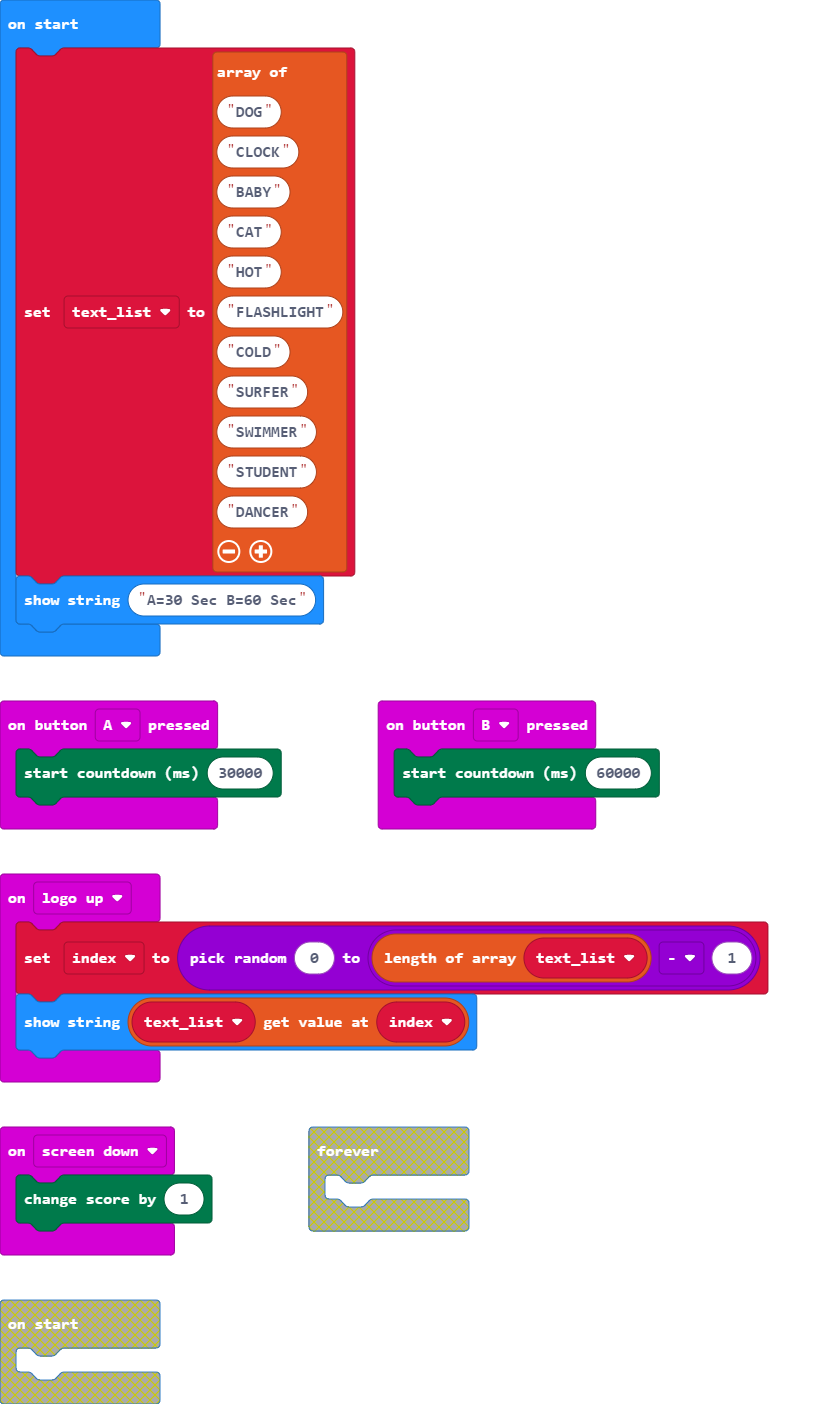 on start
array of
"DOG"
"CLOCK"
"BABY"
"CAT"
"HOT"
set text_list to "FLASHLIGHT"
"COLD"
"SURFER"
"SWIMMER"
"STUDENT"
"DANCER"
show string "A=30 Sec B=60 Sec"
on button A pressed
start countdown (ms) 30000
on button B pressed
start countdown (ms) 60000
on logo up
set index to pick random 0 to length of array text_list - 1
show string text_list get value at index
on screen down
change score by 1
forever
on start